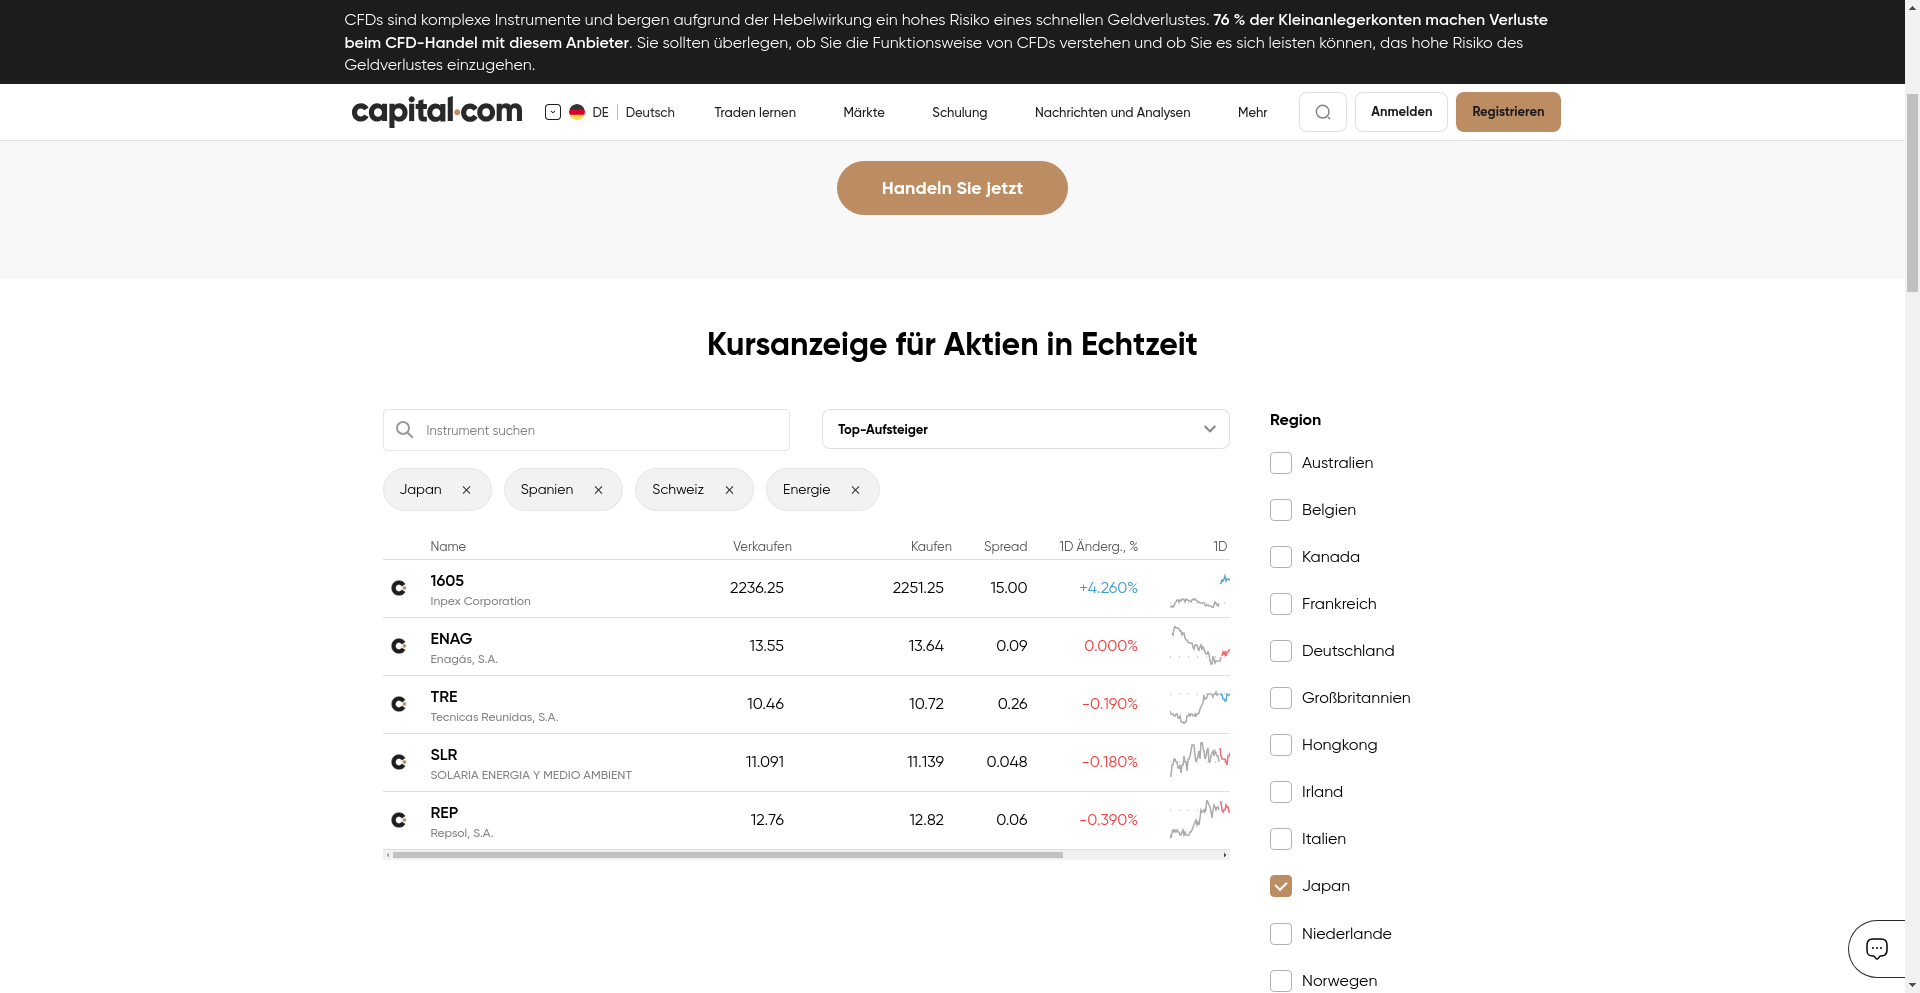 CFDs sind komplexe Instrumente und bergen aufgrund der Hebelwirkung ein hohes Risiko eines schnellen Geldverlustes. 76 % der Kleinanlegerkonten machen Verluste
beim CFD-Handel mit diesem Anbieter. Sie sollten überlegen, ob Sie die Funktionsweise von CFDs verstehen und ob Sie es sich leisten können, das hohe Risiko des
Geldverlustes einzugehen.
capital.com DE Deutsch Traden lernen Märkte Schulung Nachrichten und Analysen Mehr Anmelden Registrieren
Handeln Sie jetzt
Kursanzeige für Aktien in Echtzeit
Instrument suchen
Top-Aufsteiger
Japan Spanien Schweiz Energie
Name Verkaufen Kaufen Spread 1D Änderg., % 1D
1605 2236.25 2251.25 15.00 +4.260%
Inpex Corporation
ENAG 13.55 13.64 0.09 0.000%
Enagás, S.A.
TRE 10.46 10.72 0.26 -0.190%
Tecnicas Reunidas, S.A.
SLR 11.091 11.139 0.048 -0.180%
SOLARIA ENERGIA Y MEDIO AMBIENT
REP 12.76 12.82 0.06 -0.390%
Repsol, S.A.
Region
Australien
Belgien
Kanada
Frankreich
Deutschland
Großbritannien
Hongkong
Irland
Italien
Japan
Niederlande
Norwegen